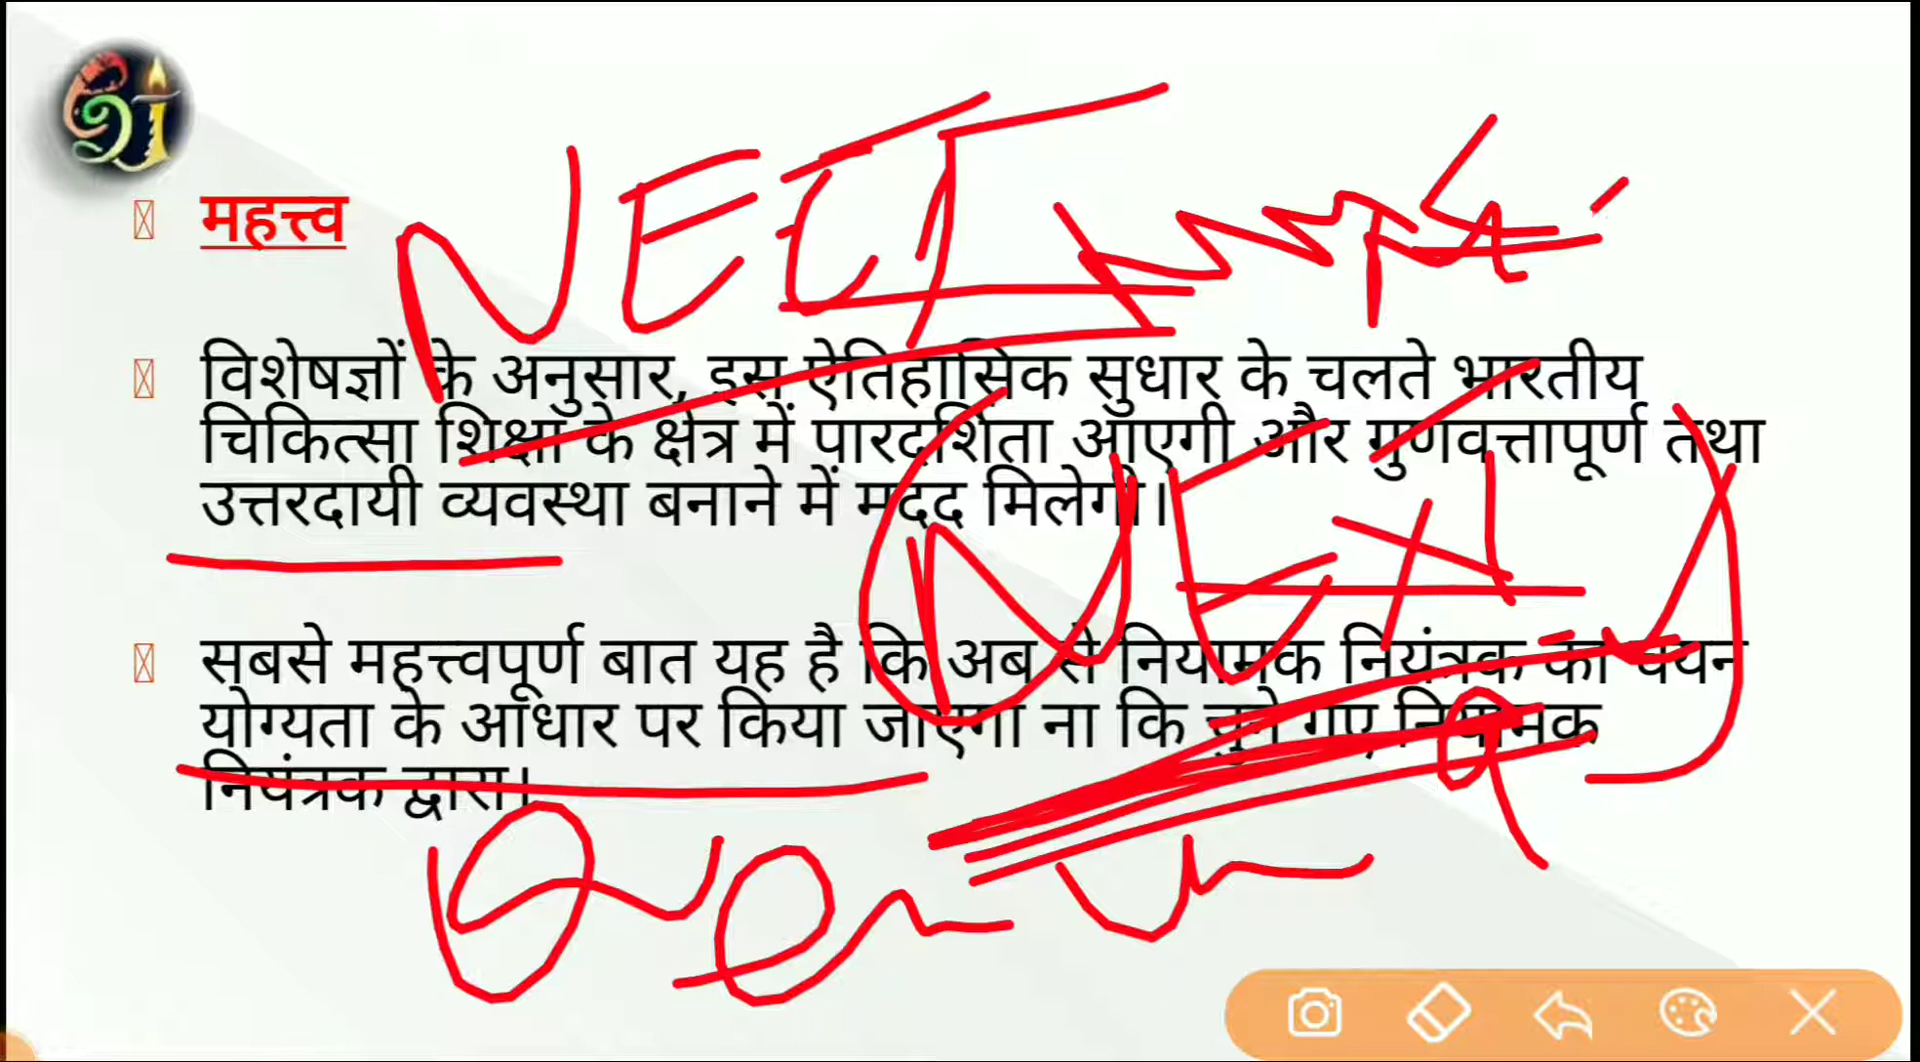 महत्त्व
NEET
विशेषज्ञों के अनुसार, इस ऐतिहासिक सुधार के चलते भारतीय
चिकित्सा शिक्षा के क्षेत्र में पारदर्शिता आएगी और गुणवत्तापूर्ण तथा
उत्तरदायी व्यवस्था बनाने में मदद मिलेगी।
NEXT
सबसे महत्त्वपूर्ण बात यह है कि अब से नियामक नियंत्रक का चयन
योग्यता के आधार पर किया जाएगा ना कि चुने गए नियामक
नियंत्रक द्वारा।